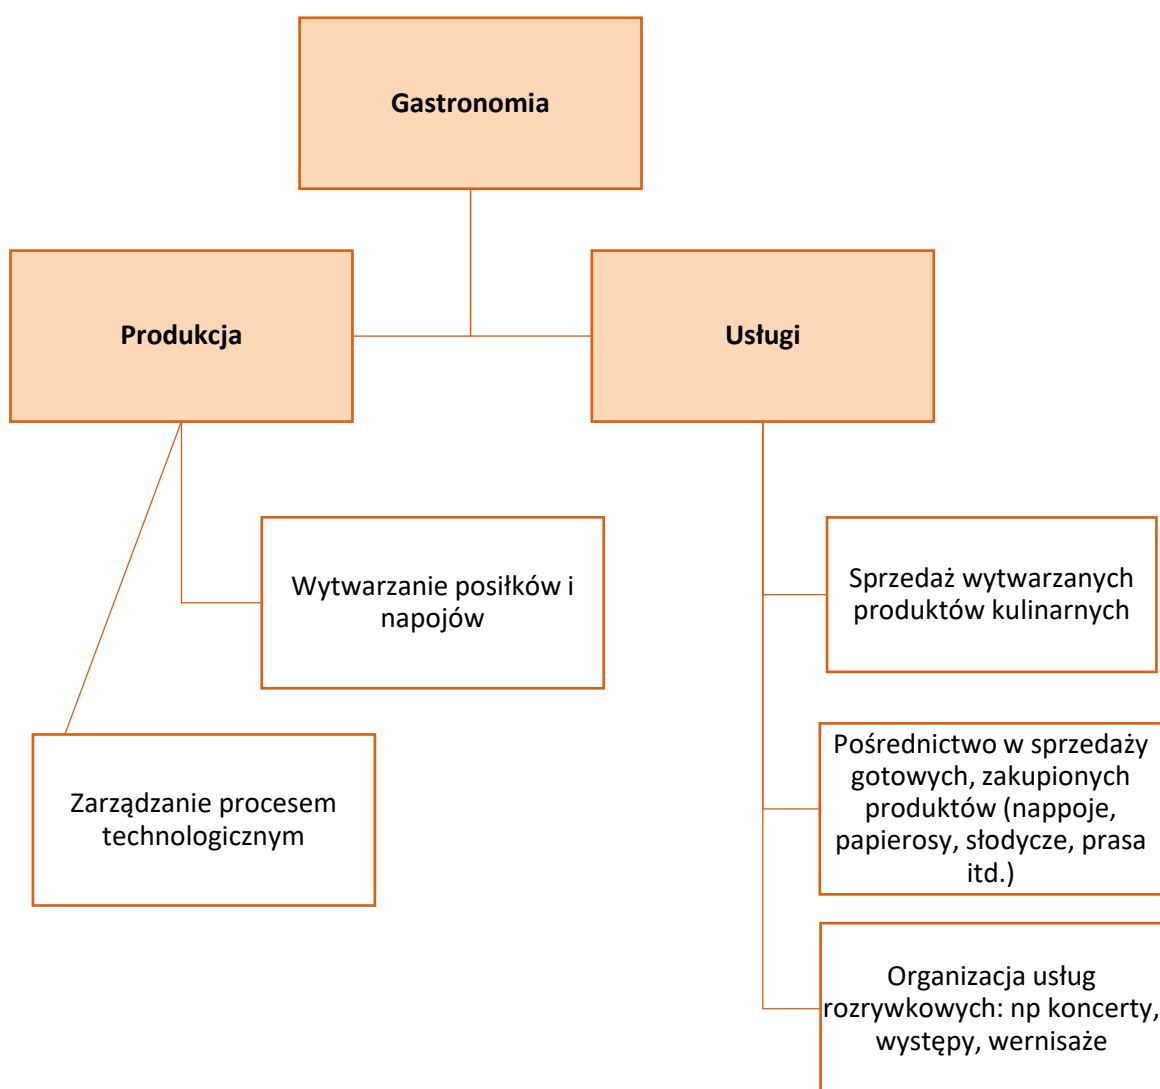 Gastronomia
Produkcja
Usługi
Wytwarzanie posiłków i
napojów
Zarządzanie procesem
technologicznym
Sprzedaż wytwarzanych
produktów kulinarnych
Pośrednictwo w sprzedaży
gotowych, zakupionych
produktów (nappoje,
papierosy, słodycze, prasa
itd.)
Organizacja usług
rozrywkowych: np koncerty,
występy, wernisaże